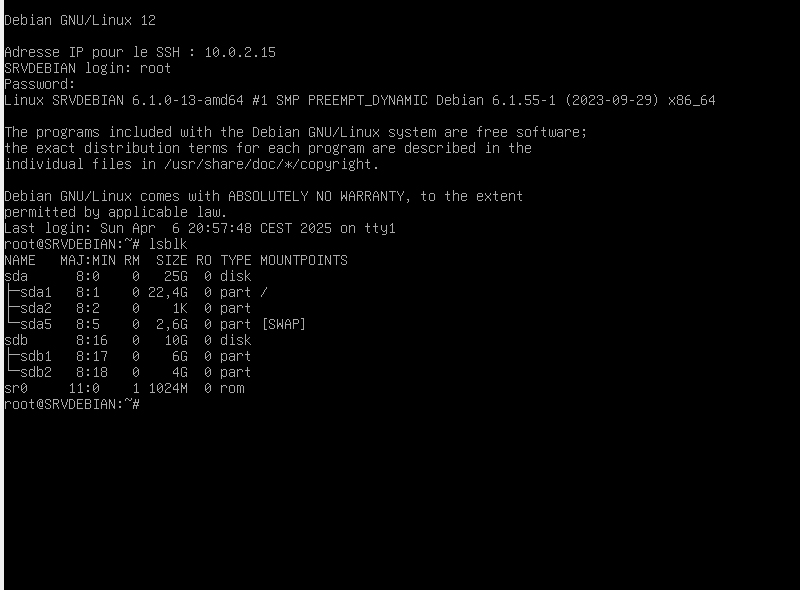 Debian GNU/Linux 12
Adresse IP pour le SSH : 10.0.2.15
SRVDEBIAN login: root
Password:
Linux SRVDEBIAN 6.1.0-13-amd64 #1 SMP PREEMPT_DYNAMIC Debian 6.1.55-1 (2023-09-29) x86_64
The programs included with the Debian GNU/Linux system are free software;
the exact distribution terms for each program are described in the
individual files in /usr/share/doc/*/copyright.
Debian GNU/Linux comes with ABSOLUTELY NO WARRANTY, to the extent
permitted by applicable law.
Last login: Sun Apr  6 20:57:48 CEST 2025 on tty1
root@SRVDEBIAN:~# lsblk
NAME   MAJ:MIN RM  SIZE RO TYPE MOUNTPOINTS
sda      8:0    0   25G  0 disk
├─sda1   8:1    0 22,4G  0 part /
├─sda2   8:2    0    1K  0 part
└─sda5   8:5    0  2,6G  0 part [SWAP]
sdb      8:16   0   10G  0 disk
├─sdb1   8:17   0    6G  0 part
└─sdb2   8:18   0    4G  0 part
sr0     11:0    1 1024M  0 rom
root@SRVDEBIAN:~#